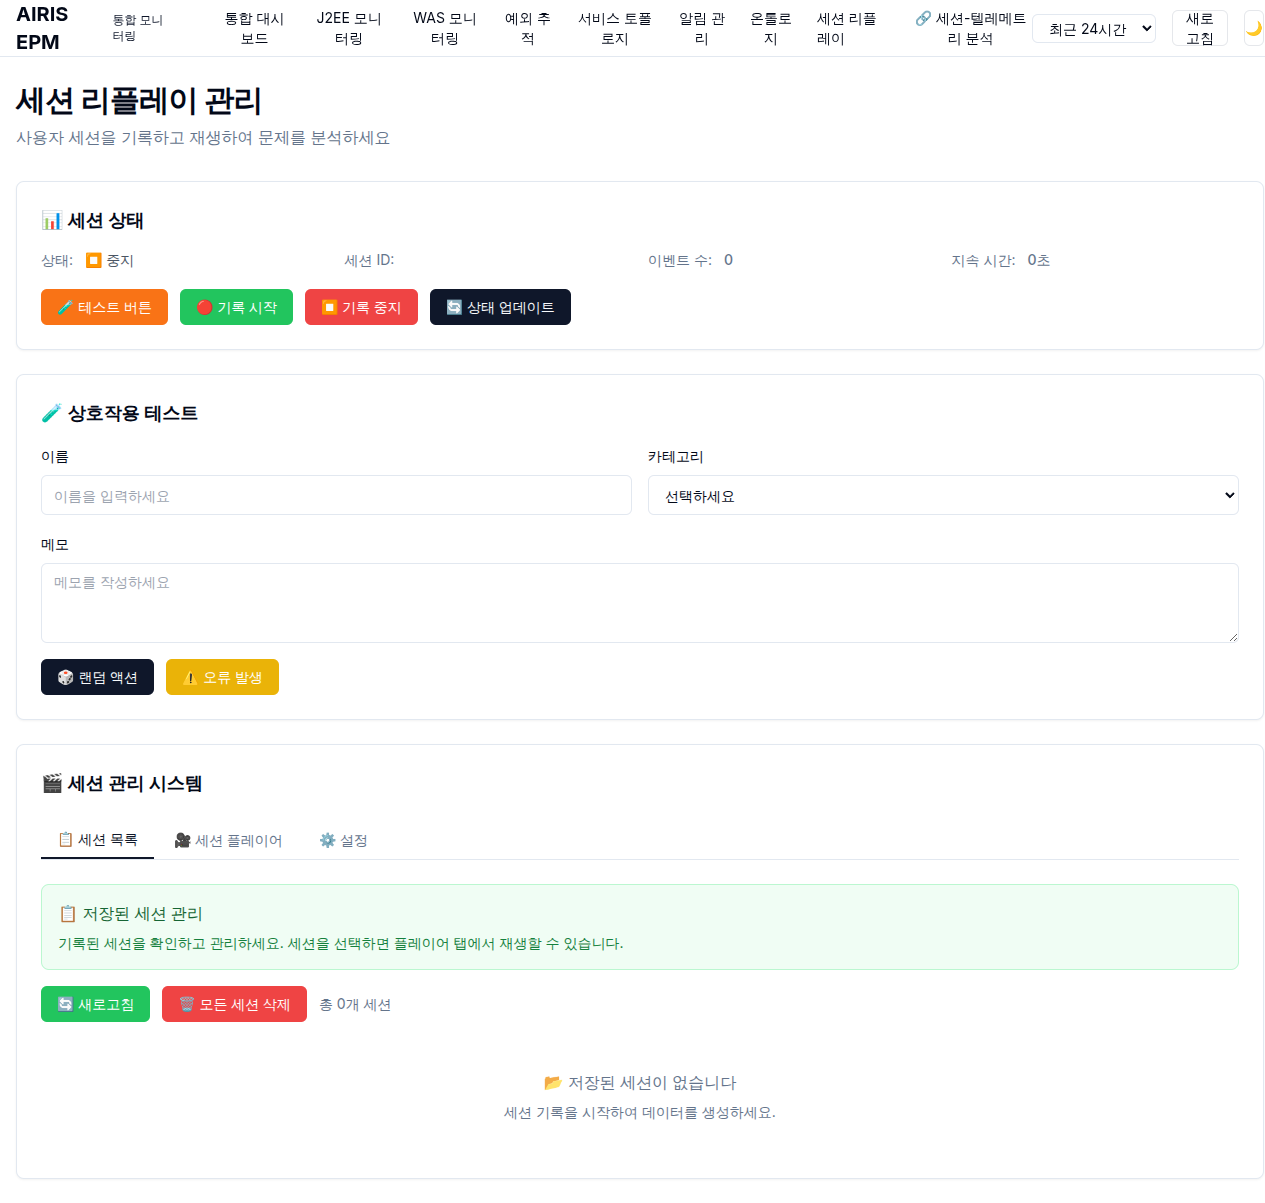 AIRIS EPM
통합 모니터링
통합 대시보드
J2EE 모니터링
WAS 모니터링
예외 추적
서비스 토폴로지
알림 관리
온톨로지
세션 리플레이
🔗 세션-텔레메트리 분석
최근 24시간
새로고침
🌙
세션 리플레이 관리
사용자 세션을 기록하고 재생하여 문제를 분석하세요
📊 세션 상태
상태: ⏹️ 중지 세션 ID: 이벤트 수: 0 지속 시간: 0초
🧪 테스트 버튼 🔴 기록 시작 ⏹️ 기록 중지 🔄 상태 업데이트
🧪 상호작용 테스트
이름 카테고리
이름을 입력하세요 선택하세요
메모
메모를 작성하세요
🎲 랜덤 액션 ⚠️ 오류 발생
🎬 세션 관리 시스템
📋 세션 목록 🎥 세션 플레이어 ⚙️ 설정
📋 저장된 세션 관리
기록된 세션을 확인하고 관리하세요. 세션을 선택하면 플레이어 탭에서 재생할 수 있습니다.
🔄 새로고침 🗑️ 모든 세션 삭제 총 0개 세션
📂 저장된 세션이 없습니다
세션 기록을 시작하여 데이터를 생성하세요.